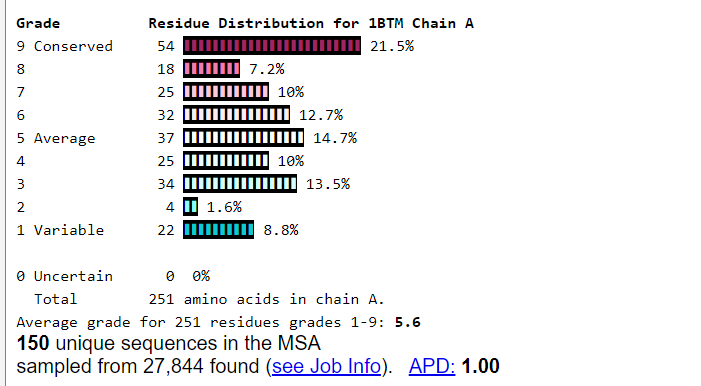 Grade Residue Distribution for 1BTM Chain A
9 Conserved 54 21.5%
8 18 7.2%
7 25 10%
6 32 12.7%
5 Average 37 14.7%
4 25 10%
3 34 13.5%
2 4 1.6%
1 Variable 22 8.8%
0 Uncertain 0 0%
Total 251 amino acids in chain A.
Average grade for 251 residues grades 1-9: 5.6
150 unique sequences in the MSA
sampled from 27,844 found (see Job Info). APD: 1.00